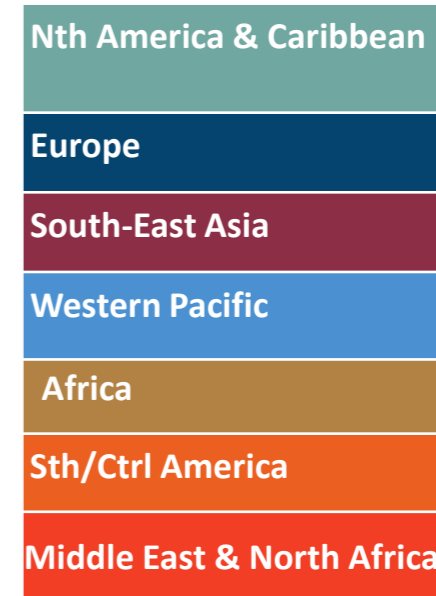 Nth America & Caribbean
Europe
South-East Asia
Western Pacific
Africa
Sth/Ctrl America
Middle East & North Africa